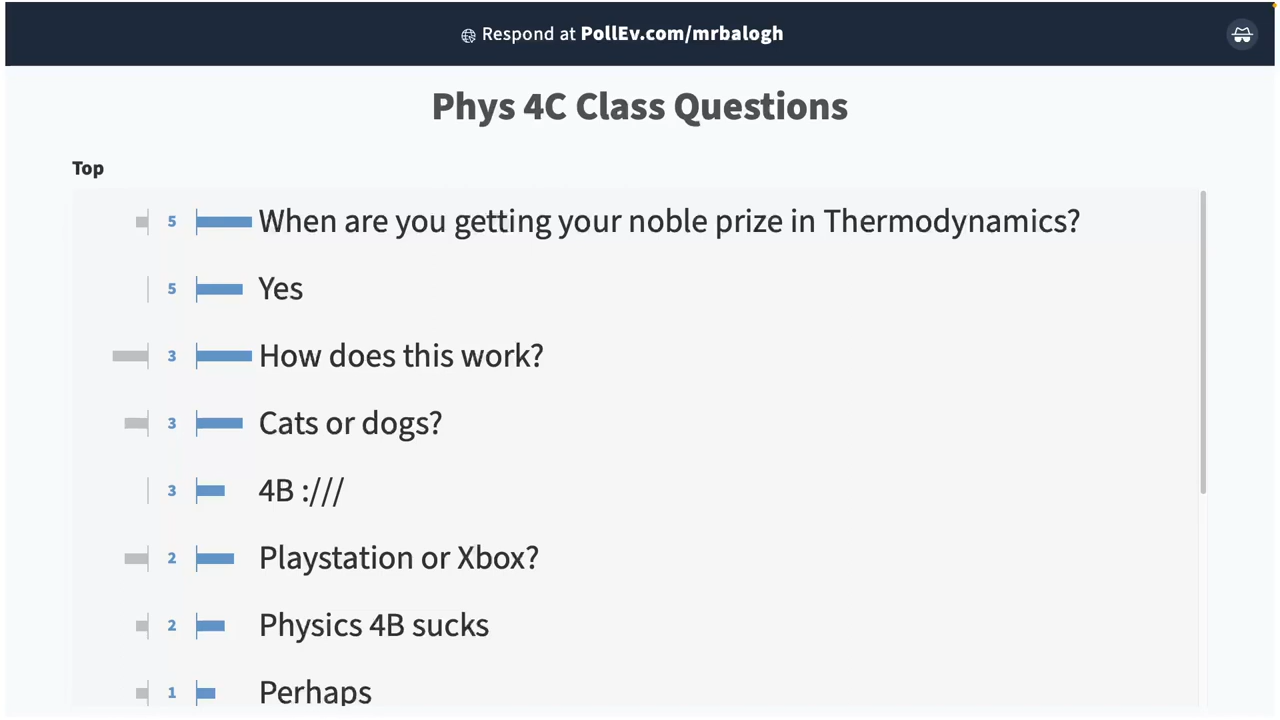 Respond at PollEv.com/mrbalogh
Phys 4C Class Questions
Top
5 When are you getting your noble prize in Thermodynamics?
5 Yes
3 How does this work?
3 Cats or dogs?
3 4B :///
2 Playstation or Xbox?
2 Physics 4B sucks
1 Perhaps